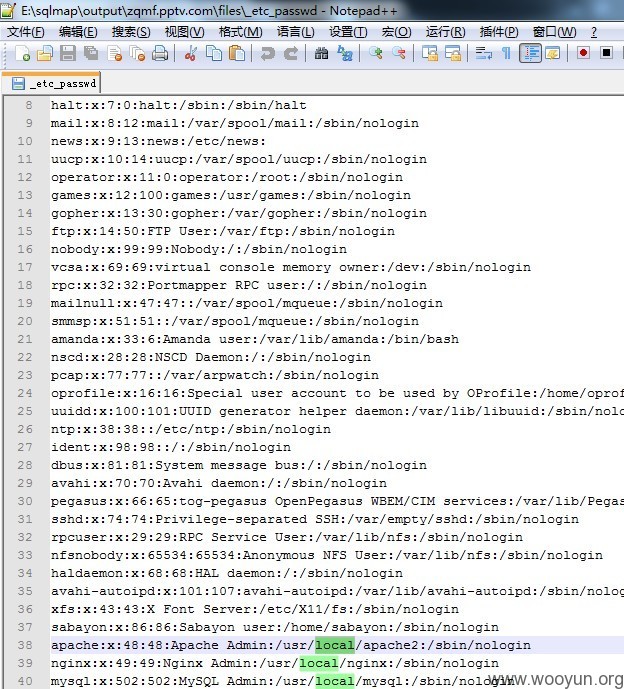 E:\sqlmap\output\zqmf.pptv.com\files\_etc_passwd - Notepad++
文件(F) 编辑(E) 搜索(S) 视图(V) 格式(M) 语言(L) 设置(T) 宏(O) 运行(R) 插件(P) 窗口(W) ?
_etc_passwd
8 halt:x:7:0:halt:/sbin:/sbin/halt
9 mail:x:8:12:mail:/var/spool/mail:/sbin/nologin
10 news:x:9:13:news:/etc/news:
11 uucp:x:10:14:uucp:/var/spool/uucp:/sbin/nologin
12 operator:x:11:0:operator:/root:/sbin/nologin
13 games:x:12:100:games:/usr/games:/sbin/nologin
14 gopher:x:13:30:gopher:/var/gopher:/sbin/nologin
15 ftp:x:14:50:FTP User:/var/ftp:/sbin/nologin
16 nobody:x:99:99:Nobody:/:/sbin/nologin
17 vcsa:x:69:69:virtual console memory owner:/dev:/sbin/nologin
18 rpc:x:32:32:Portmapper RPC user:/:/sbin/nologin
19 mailnull:x:47:47::/var/spool/mqueue:/sbin/nologin
20 smmsp:x:51:51::/var/spool/mqueue:/sbin/nologin
21 amanda:x:33:6:Amanda user:/var/lib/amanda:/bin/bash
22 nscd:x:28:28:NSCD Daemon:/:/sbin/nologin
23 pcap:x:77:77::/var/arpwatch:/sbin/nologin
24 oprofile:x:16:16:Special user account to be used by OProfile:/home/oprof
25 uuidd:x:100:101:UUID generator helper daemon:/var/lib/libuuid:/sbin/nolo
26 ntp:x:38:38::/etc/ntp:/sbin/nologin
27 ident:x:98:98::/:/sbin/nologin
28 dbus:x:81:81:System message bus:/:/sbin/nologin
29 avahi:x:70:70:Avahi daemon:/:/sbin/nologin
30 pegasus:x:66:65:tog-pegasus OpenPegasus WBEM/CIM services:/var/lib/Pegas
31 sshd:x:74:74:Privilege-separated SSH:/var/empty/sshd:/sbin/nologin
32 rpcuser:x:29:29:RPC Service User:/var/lib/nfs:/sbin/nologin
33 nfsnobody:x:65534:65534:Anonymous NFS User:/var/lib/nfs:/sbin/nologin
34 haldaemon:x:68:68:HAL daemon:/:/sbin/nologin
35 avahi-autoipd:x:101:107:avahi-autoipd:/var/lib/avahi-autoipd:/sbin/nolog
36 xfs:x:43:43:X Font Server:/etc/X11/fs:/sbin/nologin
37 sabayon:x:86:86:Sabayon user:/home/sabayon:/sbin/nologin
38 apache:x:48:48:Apache Admin:/usr/local/apache2:/sbin/nologin
39 nginx:x:49:49:Nginx Admin:/usr/local/nginx:/sbin/nologin
40 mysql:x:502:502:MySQL Admin:/usr/local/mysql:/sbin/nologin
www.wooyun.org